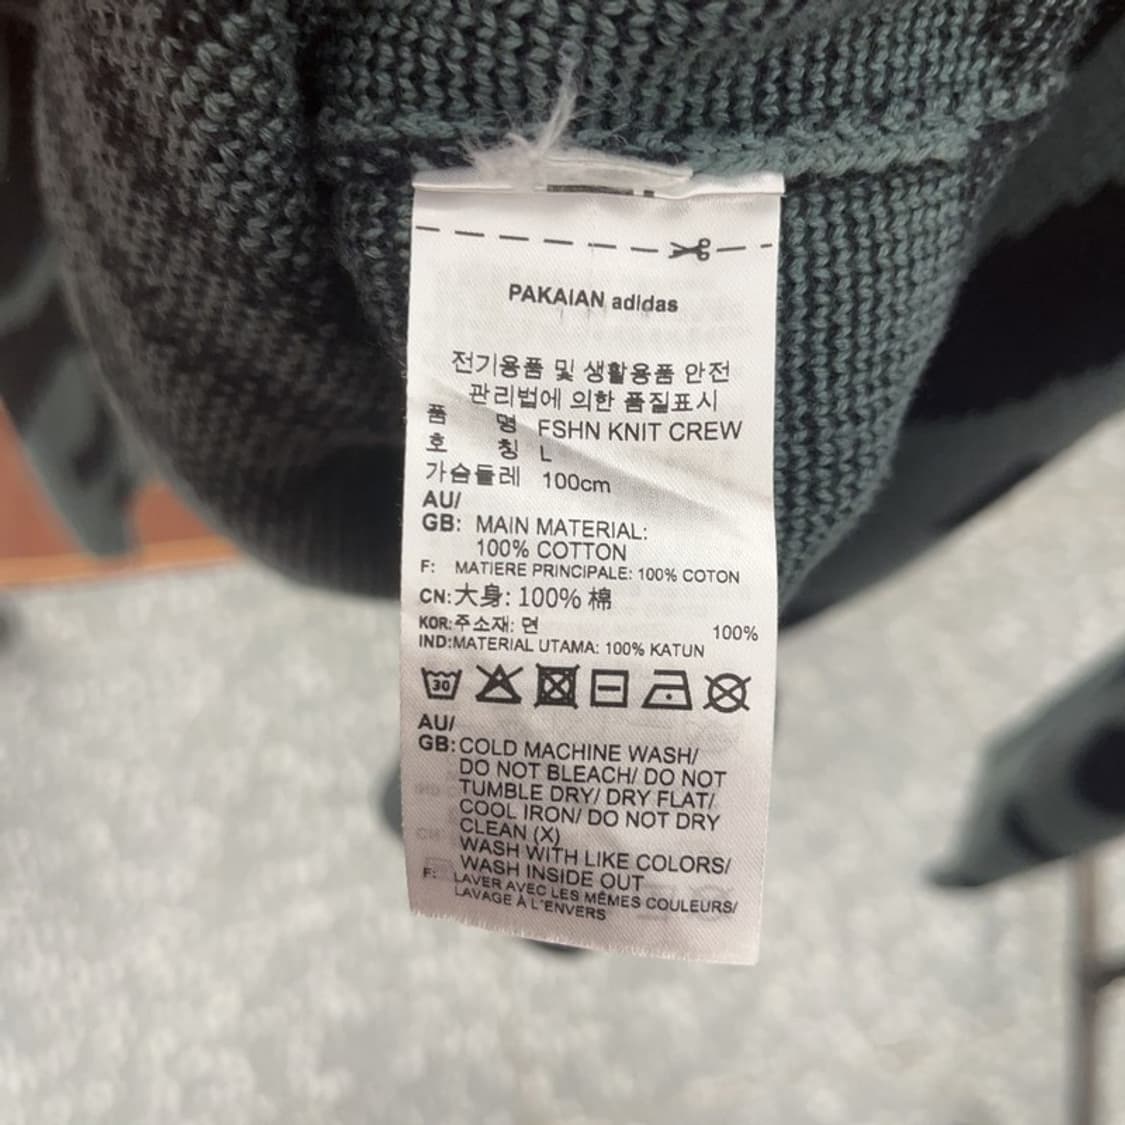 PAKAIAN adidas
전기용품 및 생활용품 안전
관리법에 의한 품질표시
품 명 FSHN KNIT CREW
호 칭 L
가슴둘레 100cm
AU/
GB: MAIN MATERIAL:
100% COTTON
F: MATIERE PRINCIPALE: 100% COTON
CN:大身: 100% 棉
KOR:주소재: 면 100%
IND:MATERIAL UTAMA: 100% KATUN
30
AU/
GB:COLD MACHINE WASH/
DO NOT BLEACH/ DO NOT
TUMBLE DRY/ DRY FLAT/
COOL IRON/ DO NOT DRY
CLEAN (X)
WASH WITH LIKE COLORS/
WASH INSIDE OUT
F: LAVER AVEC LES MÊMES COULEURS/
LAVAGE À L'ENVERS